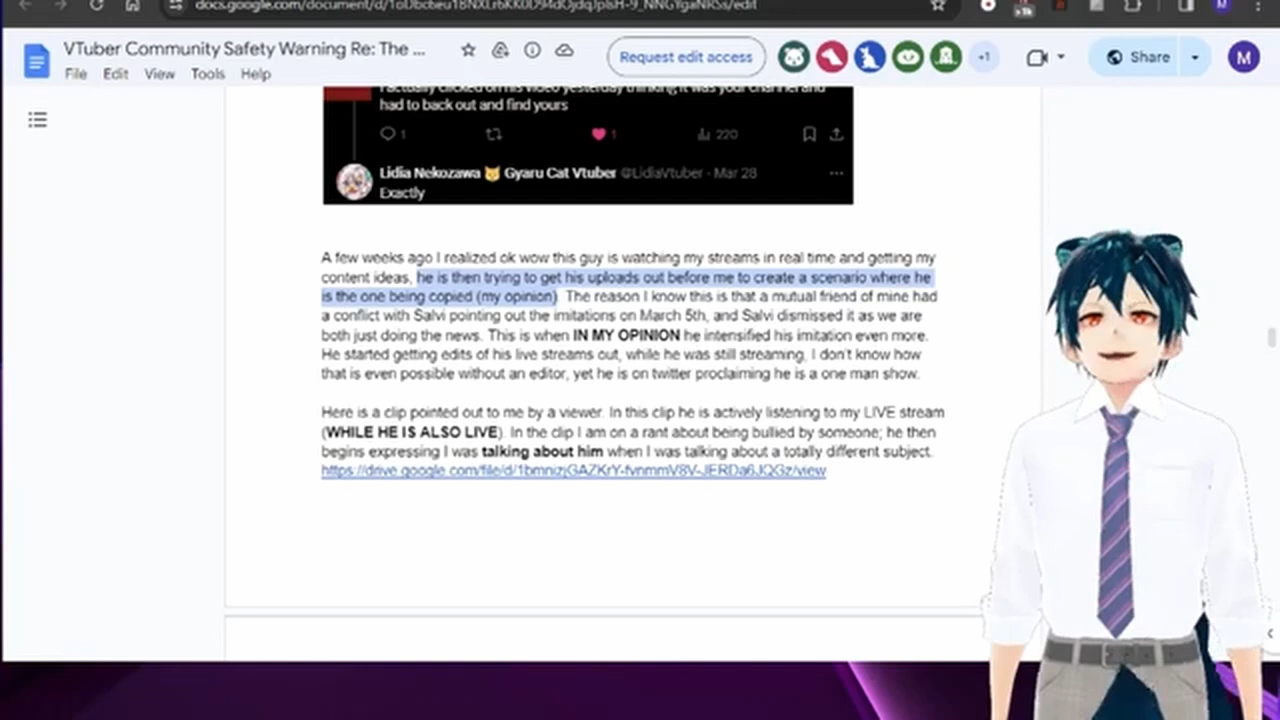 VTuber Community Safety Warning Re: The ...
Request edit access
+1
Share
M
File Edit View Tools Help
had to back out and find yours
1
1
220
Lidia Nekozawa 😼 Gyaru Cat Vtuber @LidiaVtuber · Mar 28
Exactly
A few weeks ago I realized ok wow this guy is watching my streams in real time and getting my
content ideas, he is then trying to get his uploads out before me to create a scenario where he
is the one being copied (my opinion). The reason I know this is that a mutual friend of mine had
a conflict with Salvi pointing out the imitations on March 5th, and Salvi dismissed it as we are
both just doing the news. This is when IN MY OPINION he intensified his imitation even more.
He started getting edits of his live streams out, while he was still streaming, I don't know how
that is even possible without an editor, yet he is on twitter proclaiming he is a one man show.
Here is a clip pointed out to me by a viewer. In this clip he is actively listening to my LIVE stream
(WHILE HE IS ALSO LIVE). In the clip I am on a rant about being bullied by someone; he then
begins expressing I was talking about him when I was talking about a totally different subject.